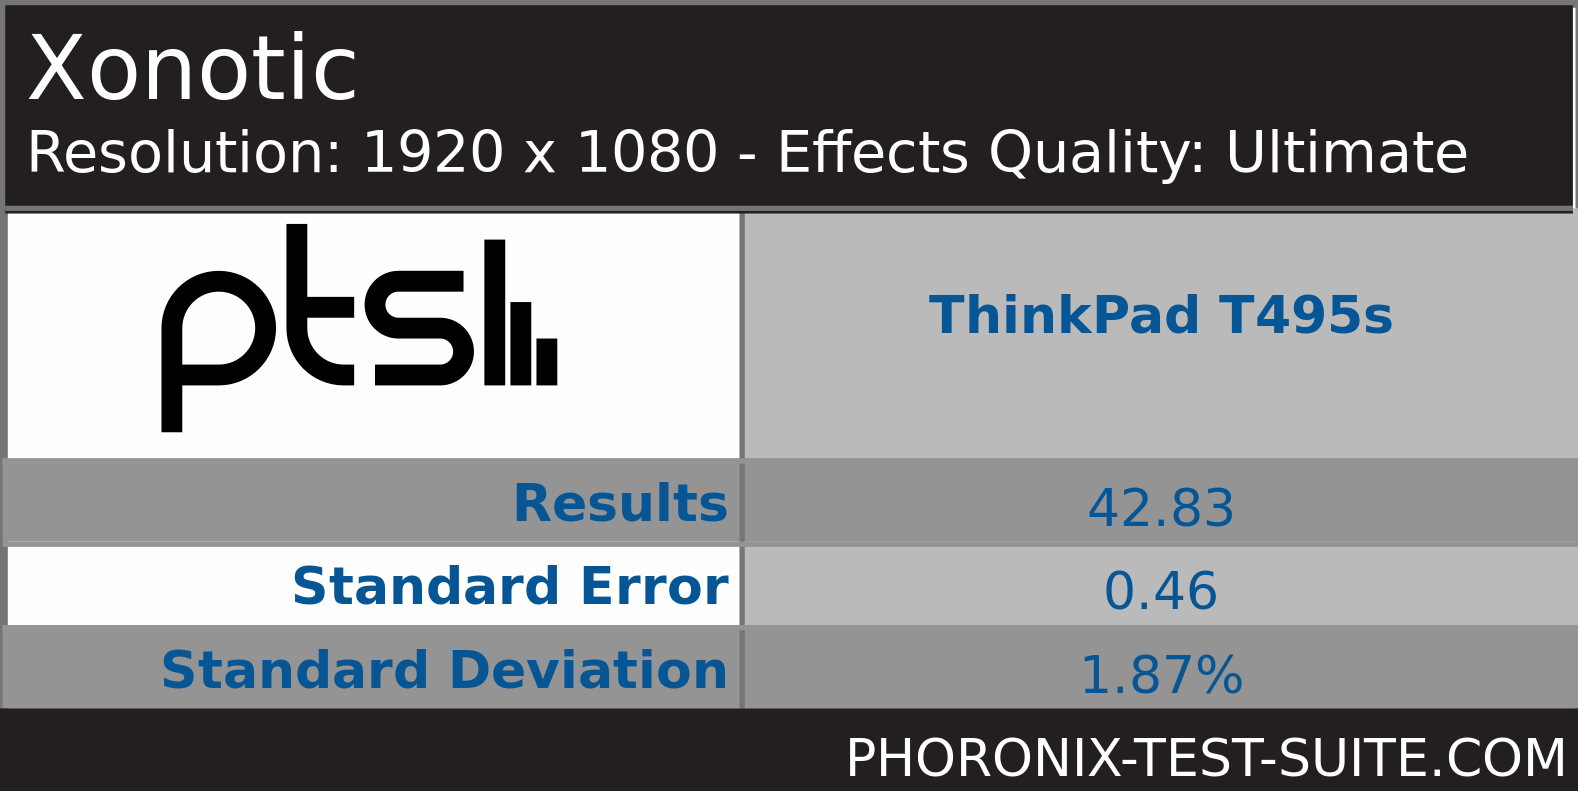 Xonotic
Resolution: 1920 x 1080 - Effects Quality: Ultimate
pts
ThinkPad T495s
Results 42.83
Standard Error 0.46
Standard Deviation 1.87%
PHORONIX-TEST-SUITE.COM